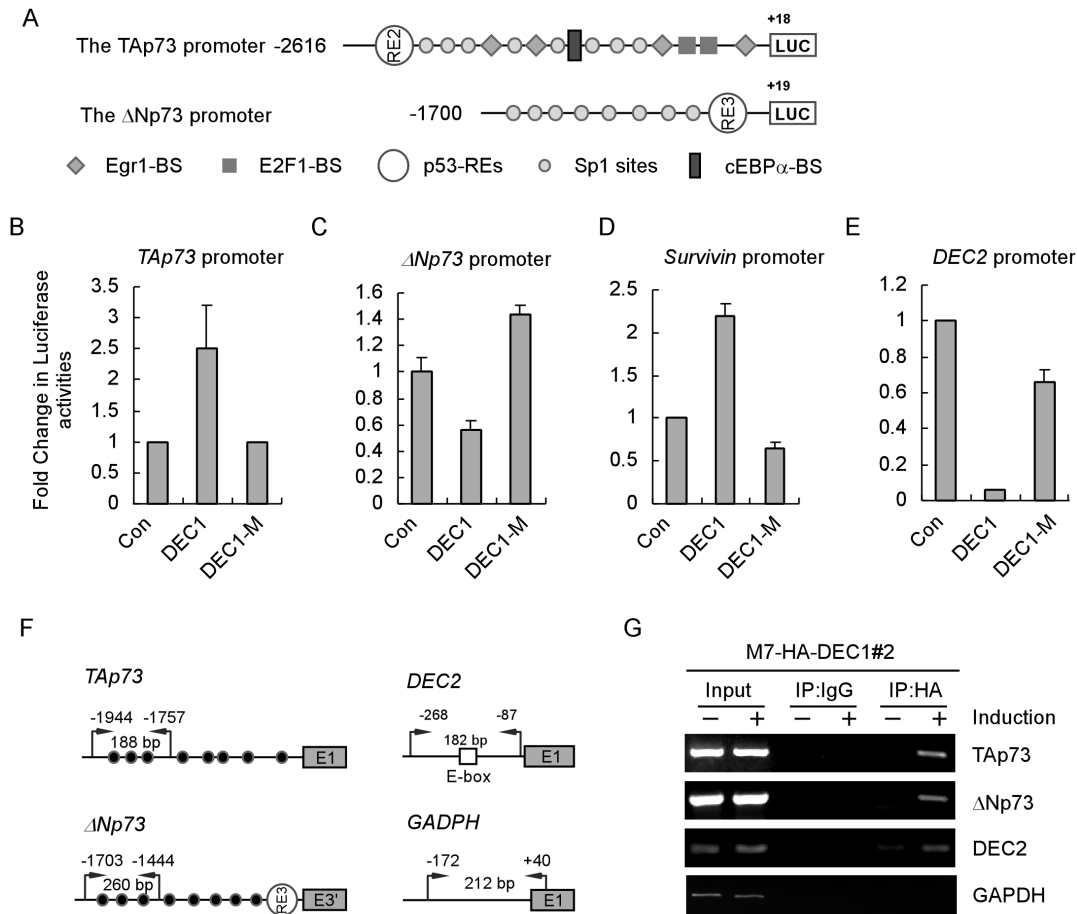 A
The TAp73 promoter -2616
RE2
+18
LUC
The ΔNp73 promoter
-1700
RE3
+19
LUC
Egr1-BS
E2F1-BS
p53-REs
Sp1 sites
cEBPα-BS
B
TAp73 promoter
Fold Change in Luciferase
activities
3.5
3
2.5
2
1.5
1
0.5
0
Con
DEC1
DEC1-M
C
ΔNp73 promoter
1.6
1.4
1.2
1
0.8
0.6
0.4
0.2
0
Con
DEC1
DEC1-M
D
Survivin promoter
2.5
2
1.5
1
0.5
0
Con
DEC1
DEC1-M
E
DEC2 promoter
1.2
1
0.8
0.6
0.4
0.2
0
Con
DEC1
DEC1-M
F
TAp73
-1944 -1757
188 bp
E1
DEC2
-268 -87
182 bp
E-box
E1
ΔNp73
-1703 -1444
260 bp
RE3
E3'
GADPH
-172 +40
212 bp
E1
G
M7-HA-DEC1#2
Input IP:IgG IP:HA
− + − + − + Induction
TAp73
ΔNp73
DEC2
GAPDH